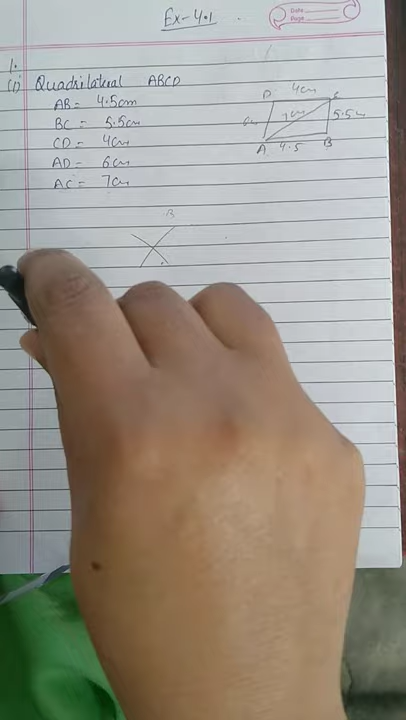 Ex-4.1
Date
Page
1.
(i) Quadrilateral ABCD
AB = 4.5cm
BC = 5.5cm
CD = 4cm
AD = 6cm
AC = 7cm
D 4cm C
7cm 5.5cm
A 4.5 B
B